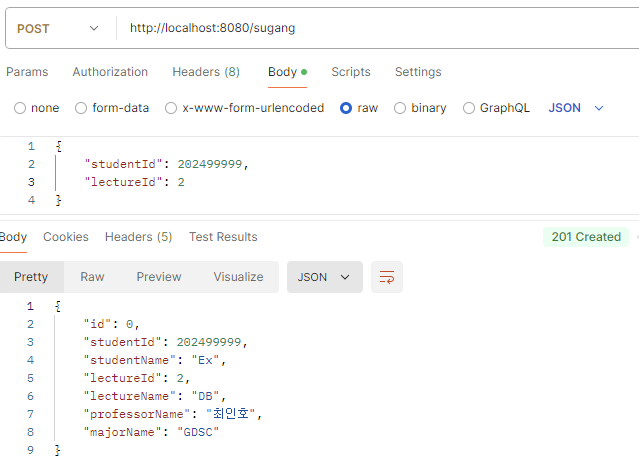 POST http://localhost:8080/sugang
Params Authorization Headers (8) Body Scripts Settings
none form-data x-www-form-urlencoded raw binary GraphQL JSON
1 {
2 "studentId": 202499999,
3 "lectureId": 2
4 }
Body Cookies Headers (5) Test Results 201 Created
Pretty Raw Preview Visualize JSON
1 {
2 "id": 0,
3 "studentId": 202499999,
4 "studentName": "Ex",
5 "lectureId": 2,
6 "lectureName": "DB",
7 "professorName": "최인호",
8 "majorName": "GDSC"
9 }